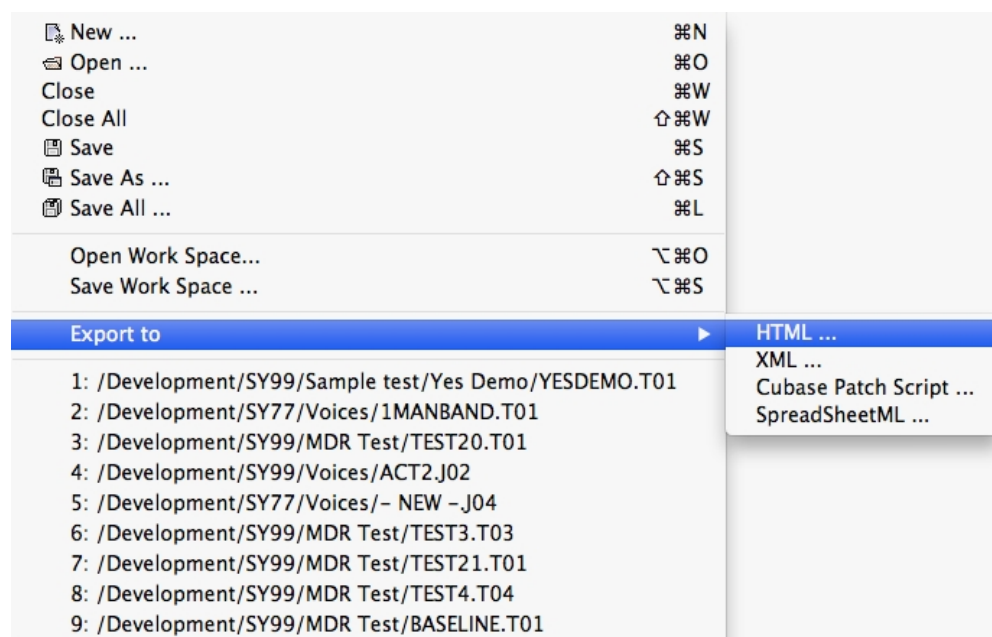 New ... ⌘N
Open ... ⌘O
Close ⌘W
Close All ⇧⌘W
Save ⌘S
Save As ... ⇧⌘S
Save All ... ⌘L
Open Work Space... ⌥⌘O
Save Work Space ... ⌥⌘S
Export to ▶
HTML ...
XML ...
Cubase Patch Script ...
SpreadSheetML ...
1: /Development/SY99/Sample test/Yes Demo/YESDEMO.T01
2: /Development/SY77/Voices/1MANBAND.T01
3: /Development/SY99/MDR Test/TEST20.T01
4: /Development/SY99/Voices/ACT2.J02
5: /Development/SY77/Voices/– NEW –.J04
6: /Development/SY99/MDR Test/TEST3.T03
7: /Development/SY99/MDR Test/TEST21.T01
8: /Development/SY99/MDR Test/TEST4.T04
9: /Development/SY99/MDR Test/BASELINE.T01